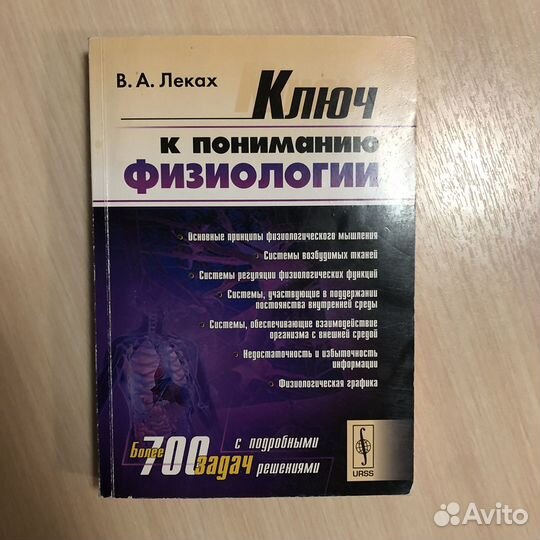 В. А. Леках
Ключ
к пониманию
физиологии
Основные принципы физиологического мышления
Системы возбудимых тканей
Системы регуляции физиологических функций
Системы, участвующие в поддержании
постоянства внутренней среды
Системы, обеспечивающие взаимодействие
организма с внешней средой
Недостаточность и избыточность
информации
Физиологическая графика
Более 700 задач
с подробными
решениями
URSS
Avito